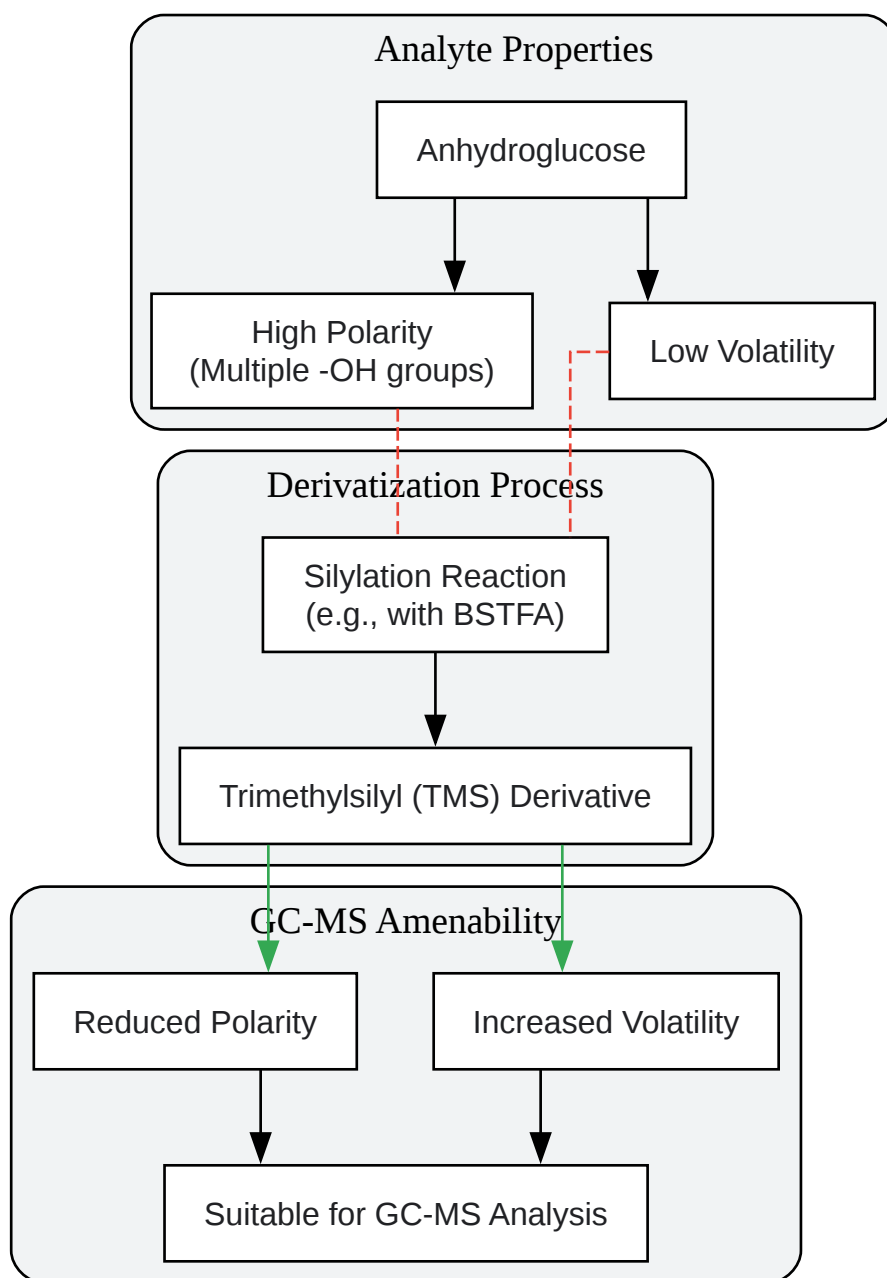 Analyte Properties
Anhydroglucose
High Polarity
(Multiple -OH groups)
Low Volatility
Derivatization Process
Silylation Reaction
(e.g., with BSTFA)
Trimethylsilyl (TMS) Derivative
GC-MS Amenability
Reduced Polarity
Increased Volatility
Suitable for GC-MS Analysis